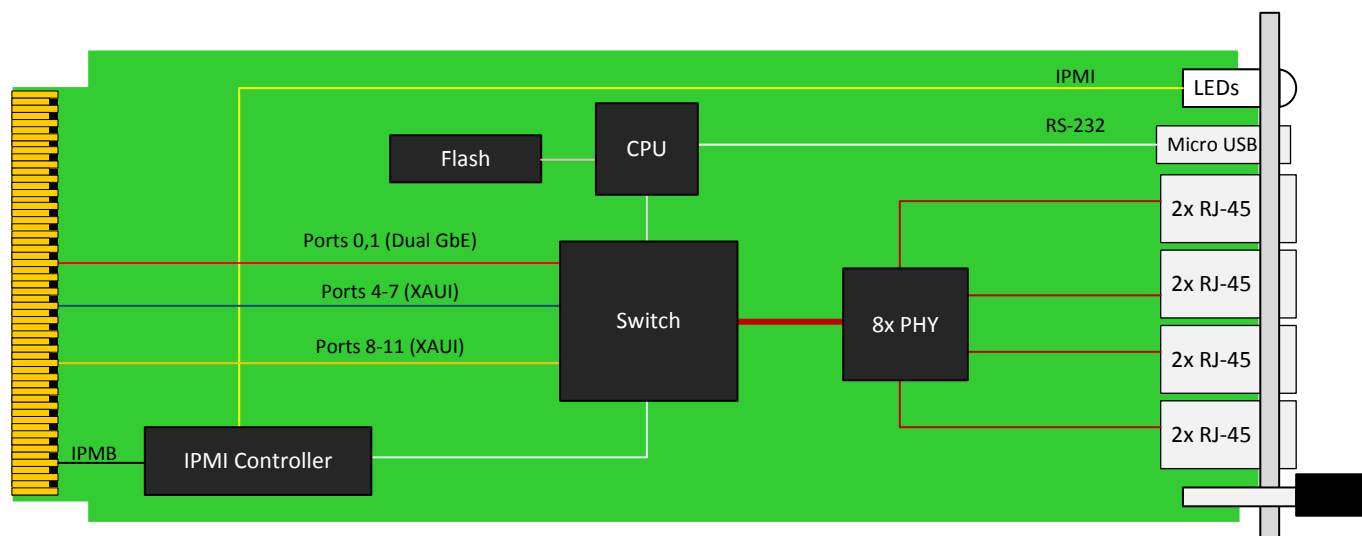 IPMI
LEDs
RS-232
Micro USB
CPU
Flash
2x RJ-45
Ports 0,1 (Dual GbE)
2x RJ-45
Ports 4-7 (XAUI)
Switch
8x PHY
Ports 8-11 (XAUI)
2x RJ-45
2x RJ-45
IPMB
IPMI Controller